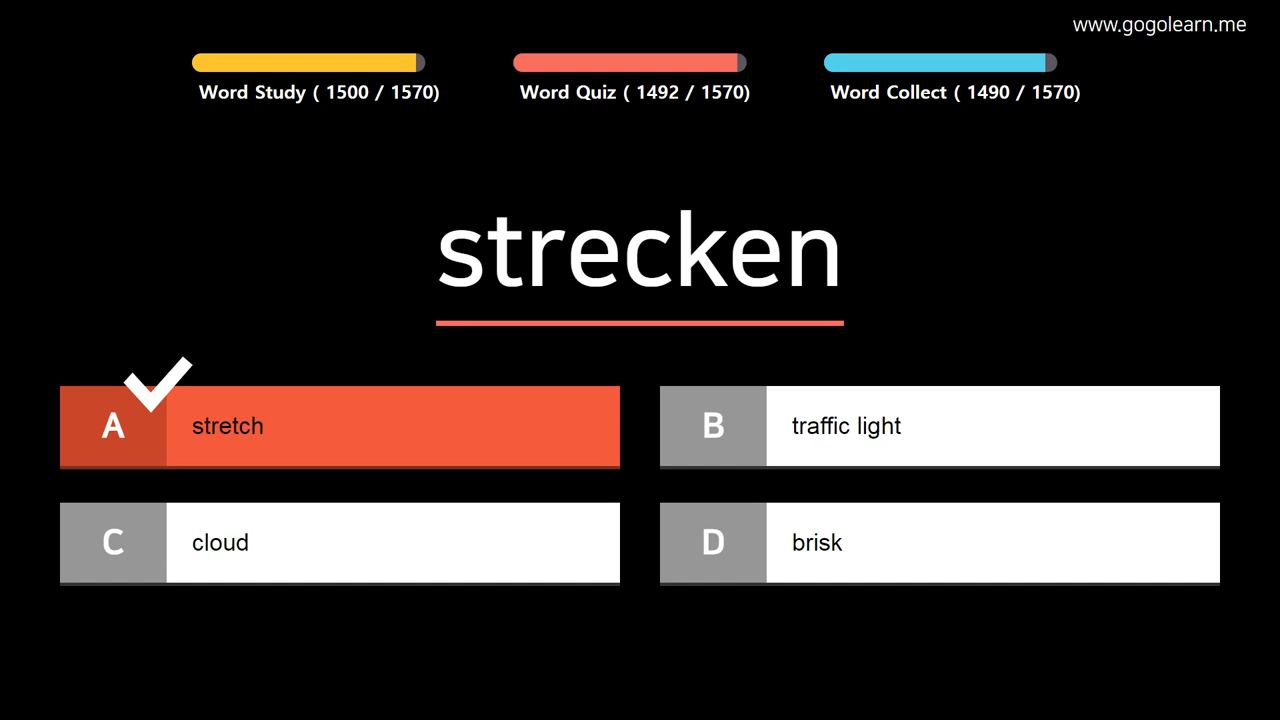 www.gogolearn.me
Word Study ( 1500 / 1570)
Word Quiz ( 1492 / 1570)
Word Collect ( 1490 / 1570)
strecken
A stretch
B traffic light
C cloud
D brisk